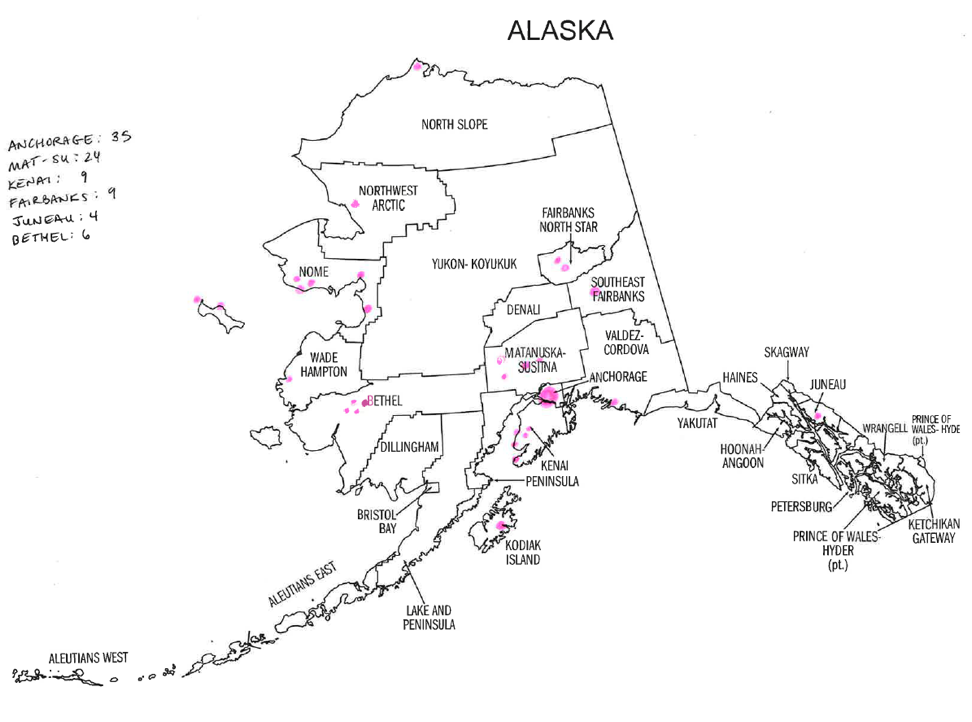 ALASKA
ANCHORAGE: 35
MAT-SU: 24
KENAI: 9
FAIRBANKS: 9
JUNEAU: 4
BETHEL: 6
NORTH SLOPE
NORTHWEST
ARCTIC
FAIRBANKS
NORTH STAR
NOME
YUKON- KOYUKUK
SOUTHEAST
FAIRBANKS
DENALI
VALDEZ-
CORDOVA
WADE
HAMPTON
MATANUSKA-
SUSTINA
SKAGWAY
ANCHORAGE
HAINES
JUNEAU
BETHEL
YAKUTAT
WRANGELL
PRINCE OF
WALES- HYDE
(pt.)
DILLINGHAM
HOONAH-
ANGOON
KENAI
PENINSULA
SITKA
PETERSBURG
BRISTOL
BAY
KETCHIKAN
GATEWAY
PRINCE OF WALES-
HYDER
(pt.)
KODIAK
ISLAND
ALEUTIANS EAST
LAKE AND
PENINSULA
ALEUTIANS WEST